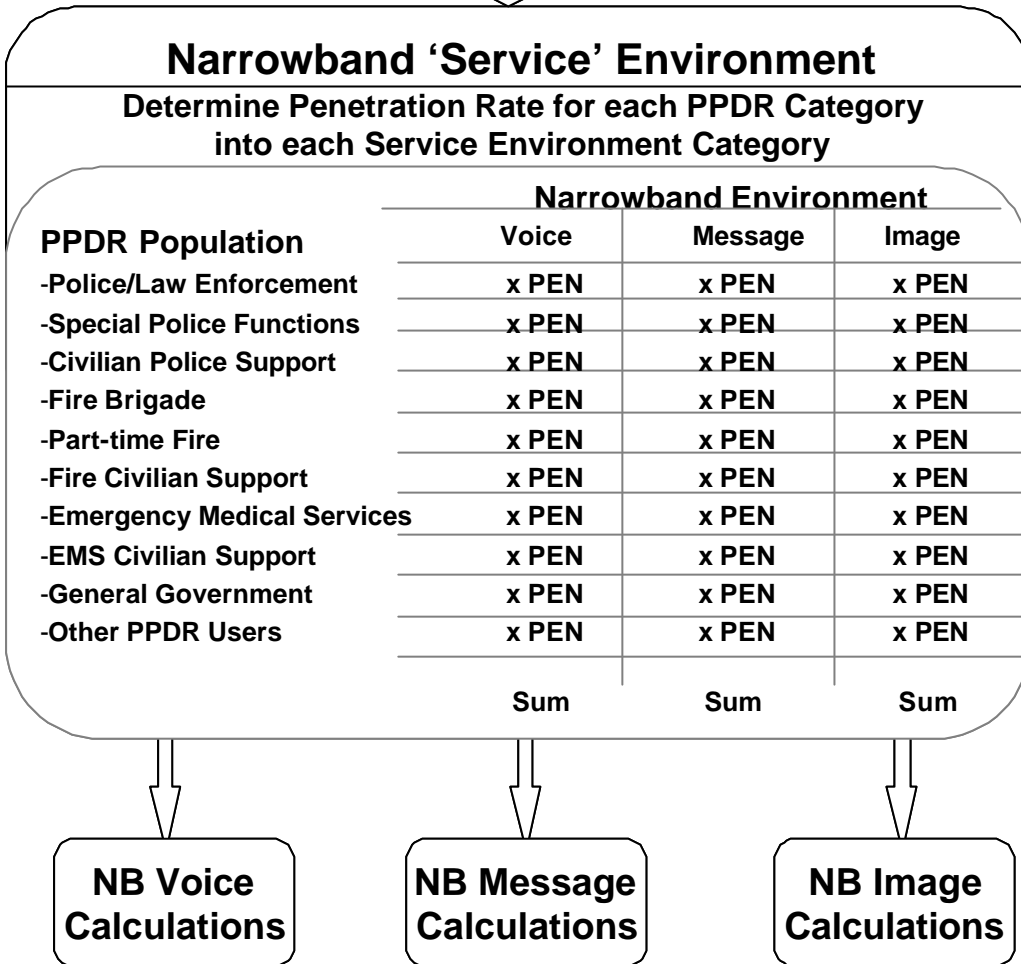 Narrowband ‘Service’ Environment
Determine Penetration Rate for each PPDR Category
into each Service Environment Category
Narrowband Environment
PPDR Population Voice Message Image
-Police/Law Enforcement x PEN x PEN x PEN
-Special Police Functions x PEN x PEN x PEN
-Civilian Police Support x PEN x PEN x PEN
-Fire Brigade x PEN x PEN x PEN
-Part-time Fire x PEN x PEN x PEN
-Fire Civilian Support x PEN x PEN x PEN
-Emergency Medical Services x PEN x PEN x PEN
-EMS Civilian Support x PEN x PEN x PEN
-General Government x PEN x PEN x PEN
-Other PPDR Users x PEN x PEN x PEN
Sum Sum Sum
NB Voice
Calculations
NB Message
Calculations
NB Image
Calculations